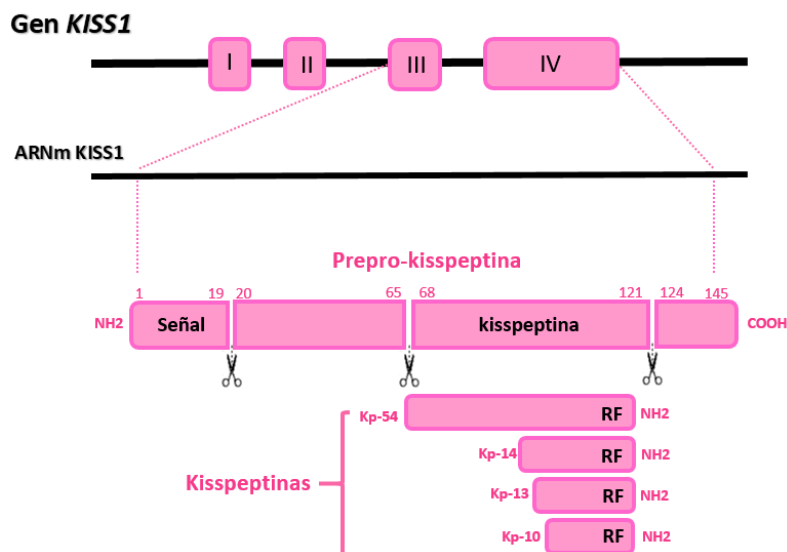 Gen KISS1
I II III IV
ARNm KISS1
Prepro-kisspeptina
1 19 20 65 68 121 124 145
NH2 Señal kisspeptina COOH
Kp-54 RF NH2
Kp-14 RF NH2
Kisspeptinas
Kp-13 RF NH2
Kp-10 RF NH2